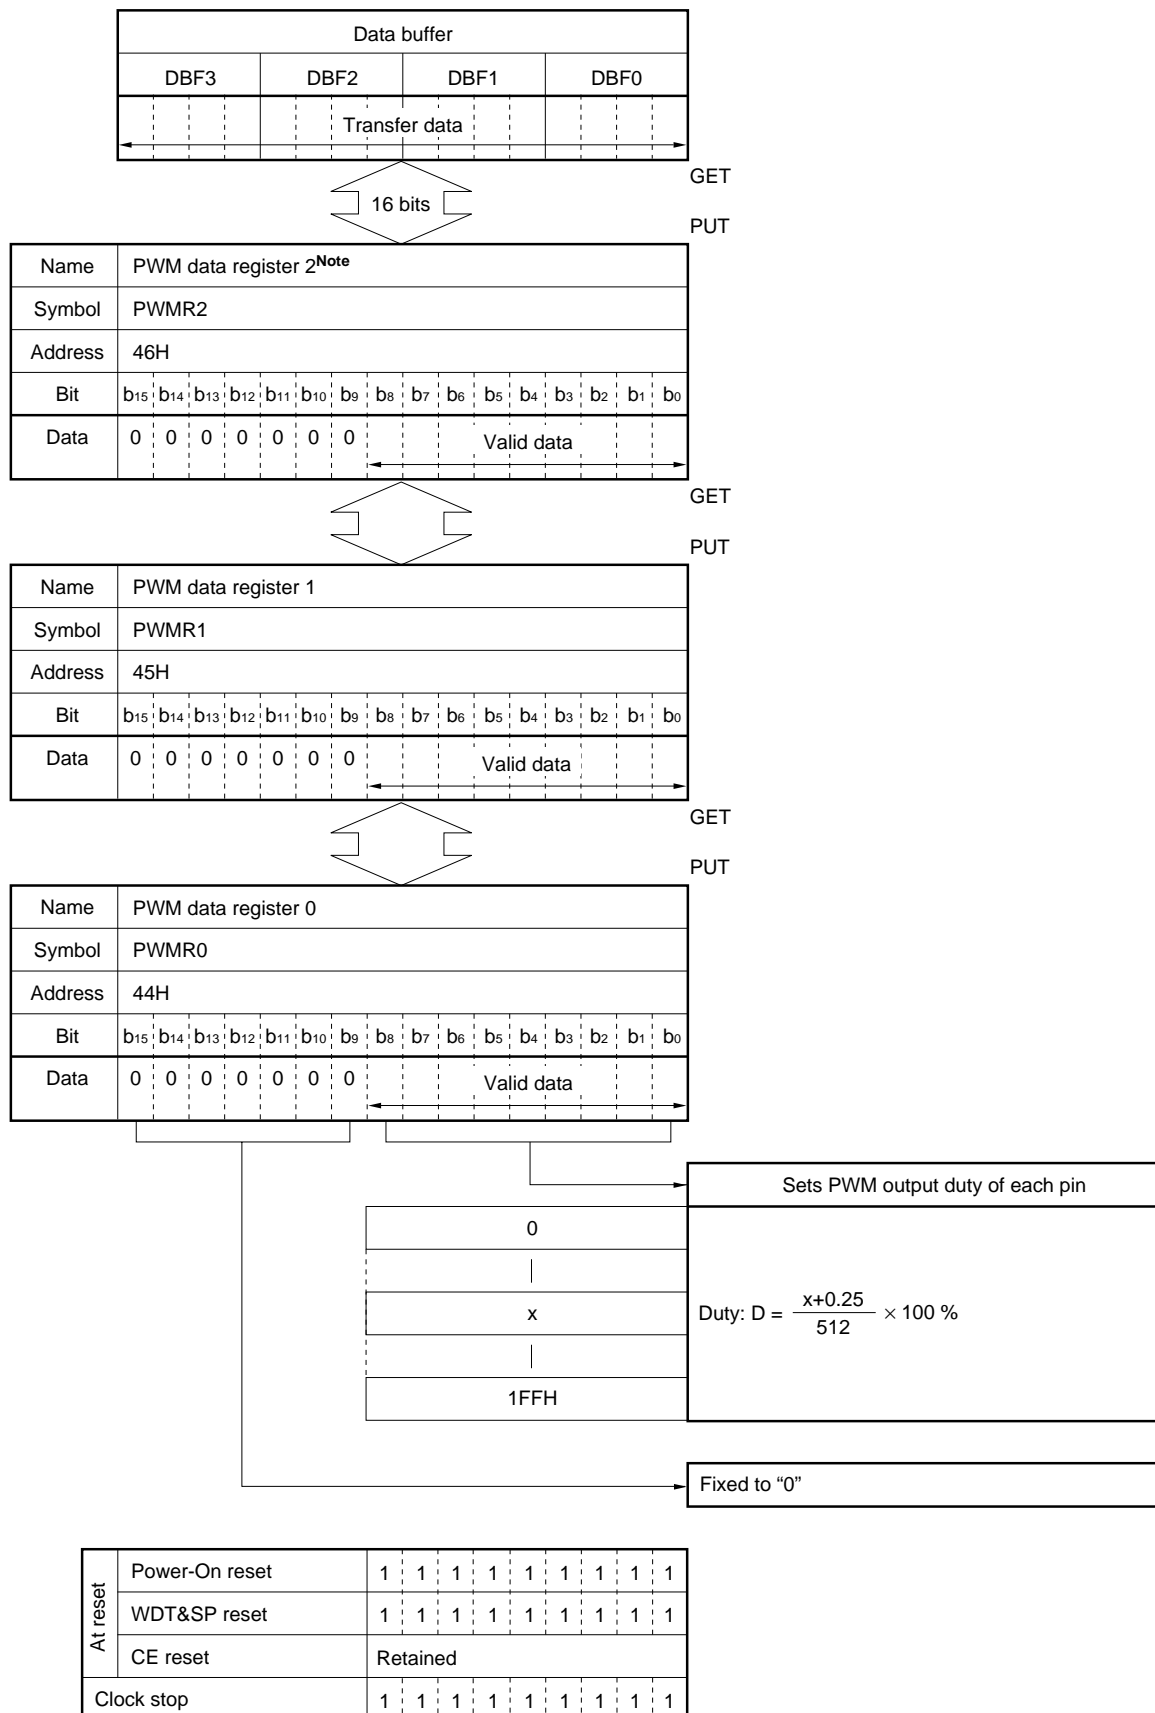 Data buffer
DBF3 DBF2 DBF1 DBF0
Transfer data
GET
16 bits
PUT
Name PWM data register 2Note
Symbol PWMR2
Address 46H
Bit b15 b14 b13 b12 b11 b10 b9 b8 b7 b6 b5 b4 b3 b2 b1 b0
Data 0 0 0 0 0 0 0 Valid data
GET
PUT
Name PWM data register 1
Symbol PWMR1
Address 45H
Bit b15 b14 b13 b12 b11 b10 b9 b8 b7 b6 b5 b4 b3 b2 b1 b0
Data 0 0 0 0 0 0 0 Valid data
GET
PUT
Name PWM data register 0
Symbol PWMR0
Address 44H
Bit b15 b14 b13 b12 b11 b10 b9 b8 b7 b6 b5 b4 b3 b2 b1 b0
Data 0 0 0 0 0 0 0 Valid data
Sets PWM output duty of each pin
0
x
1FFH
Duty: D = x+0.25 / 512 × 100 %
Fixed to “0”
At reset
Power-On reset 1 1 1 1 1 1 1 1 1
WDT&SP reset 1 1 1 1 1 1 1 1 1
CE reset Retained
Clock stop 1 1 1 1 1 1 1 1 1